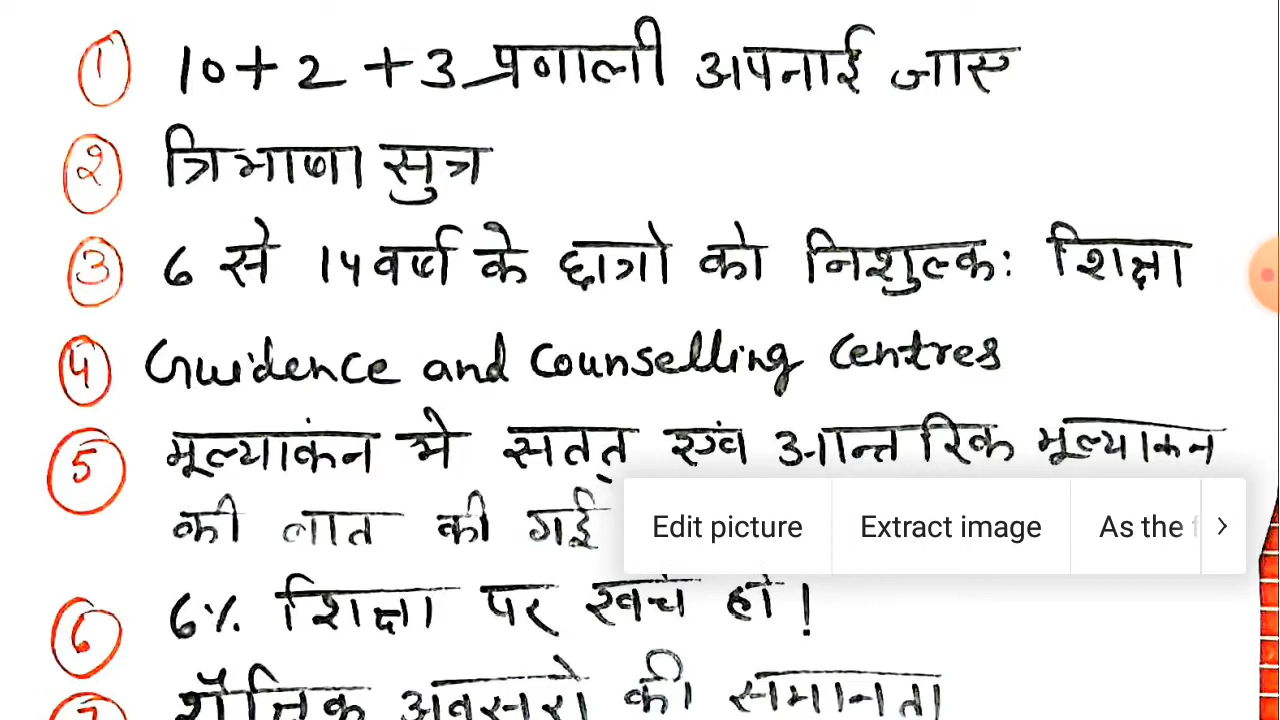 ① 10+2+3 प्रणाली अपनाई जाए
② त्रिभाषा सुत्र
③ 6 से 14 वर्ष के छात्रो को निशुल्क: शिक्षा
④ Guidence and Counselling Centres
⑤ मूल्याकंन मे सतत् एवं आन्तरिक मूल्याकन
की लात की गई
Edit picture Extract image As the
⑥ 6% शिक्षा पर खर्च हो!
शैक्षिक अवसरो की समानता